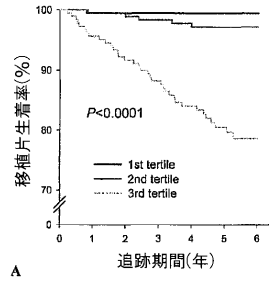 移植片生着率(%)
100
90
80
70
0
P<0.0001
1st tertile
2nd tertile
3rd tertile
0 1 2 3 4 5 6
追跡期間(年)
A